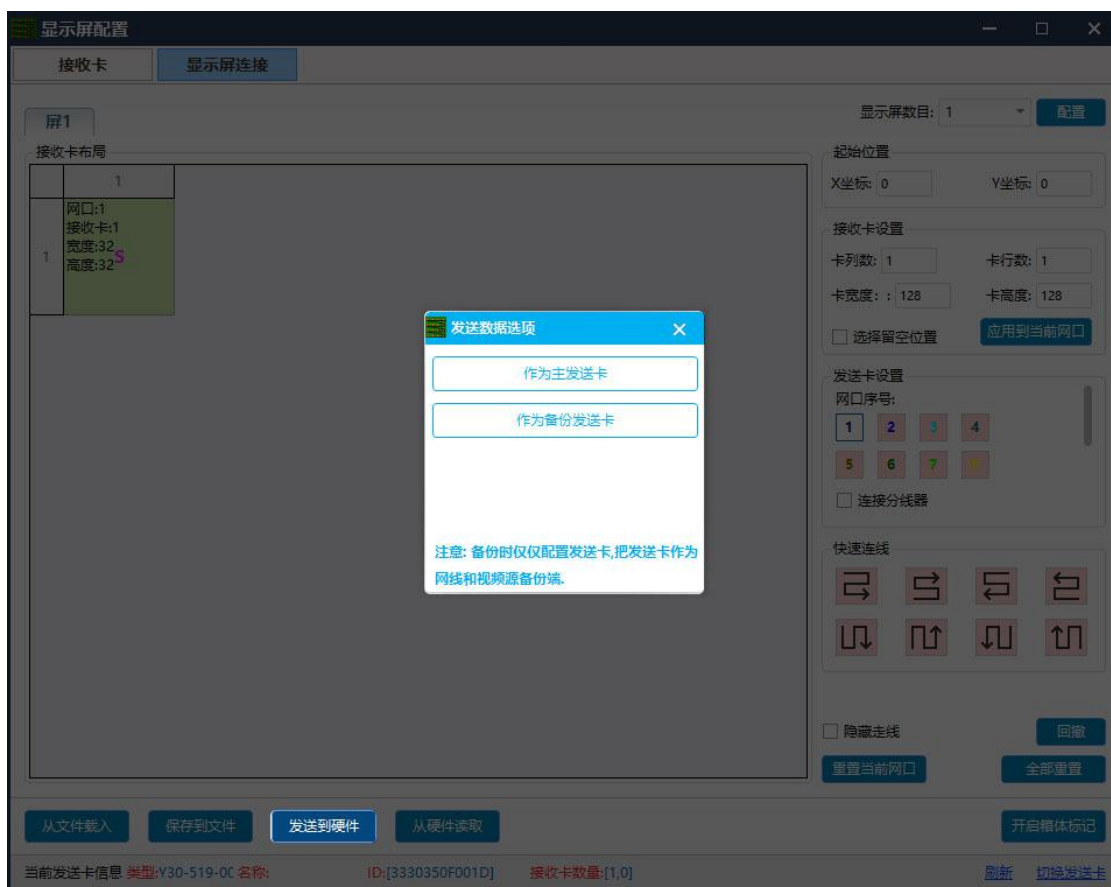 显示屏配置
接收卡 显示屏连接
显示屏数目: 1 配置
屏1
接收卡布局
1
1
网口:1
接收卡:1
宽度:32
高度:32
S
起始位置
X坐标: 0 Y坐标: 0
接收卡设置
卡列数: 1 卡行数: 1
卡宽度: : 128 卡高度: 128
选择留空位置 应用到当前网口
发送卡设置
网口序号:
1 2 3 4
5 6 7 8
连接分线器
快速连线
发送数据选项
作为主发送卡
作为备份发送卡
注意: 备份时仅仅配置发送卡,把发送卡作为
网线和视频源备份端.
隐藏走线 回撤
重置当前网口 全部重置
从文件载入 保存到文件 发送到硬件 从硬件读取 开启箱体标记
当前发送卡信息 类型:Y30-519-0C 名称: ID:[3330350F001D] 接收卡数量:[1,0] 刷新 切换发送卡